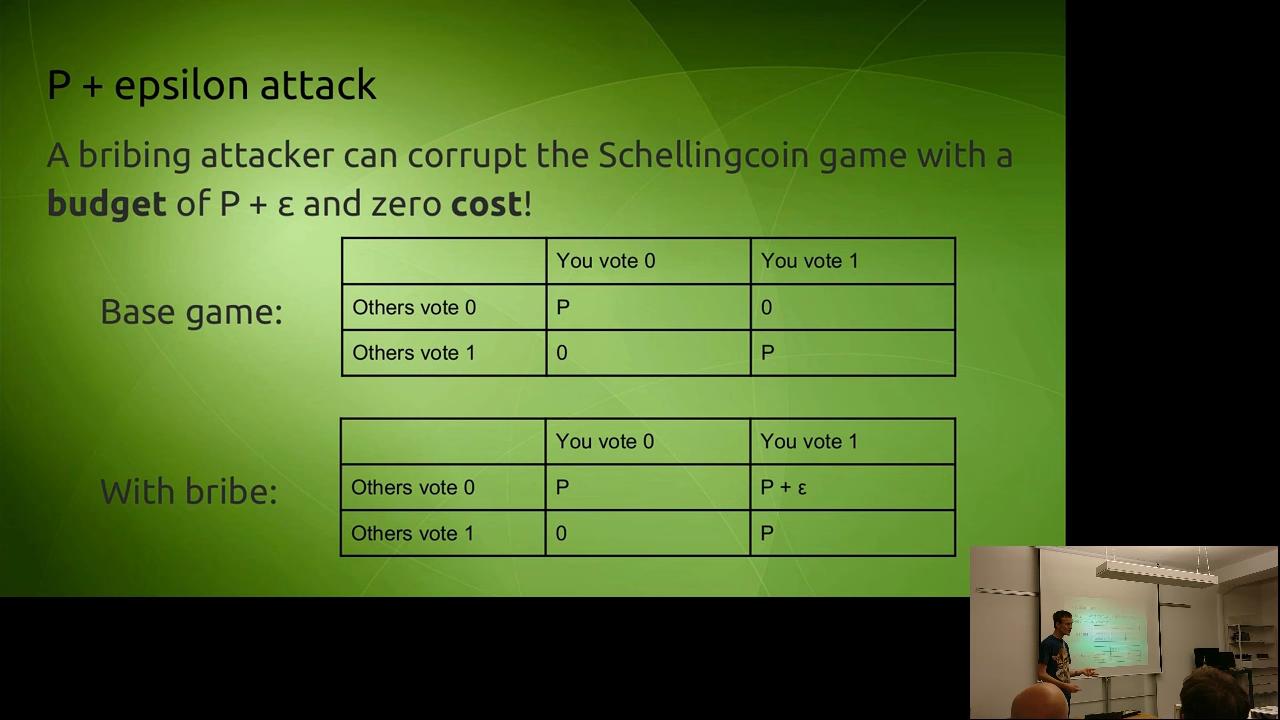 P + epsilon attack
A bribing attacker can corrupt the Schellingcoin game with a
budget of P + ε and zero cost!
Base game:
You vote 0 You vote 1
Others vote 0 P 0
Others vote 1 0 P
With bribe:
You vote 0 You vote 1
Others vote 0 P P + ε
Others vote 1 0 P